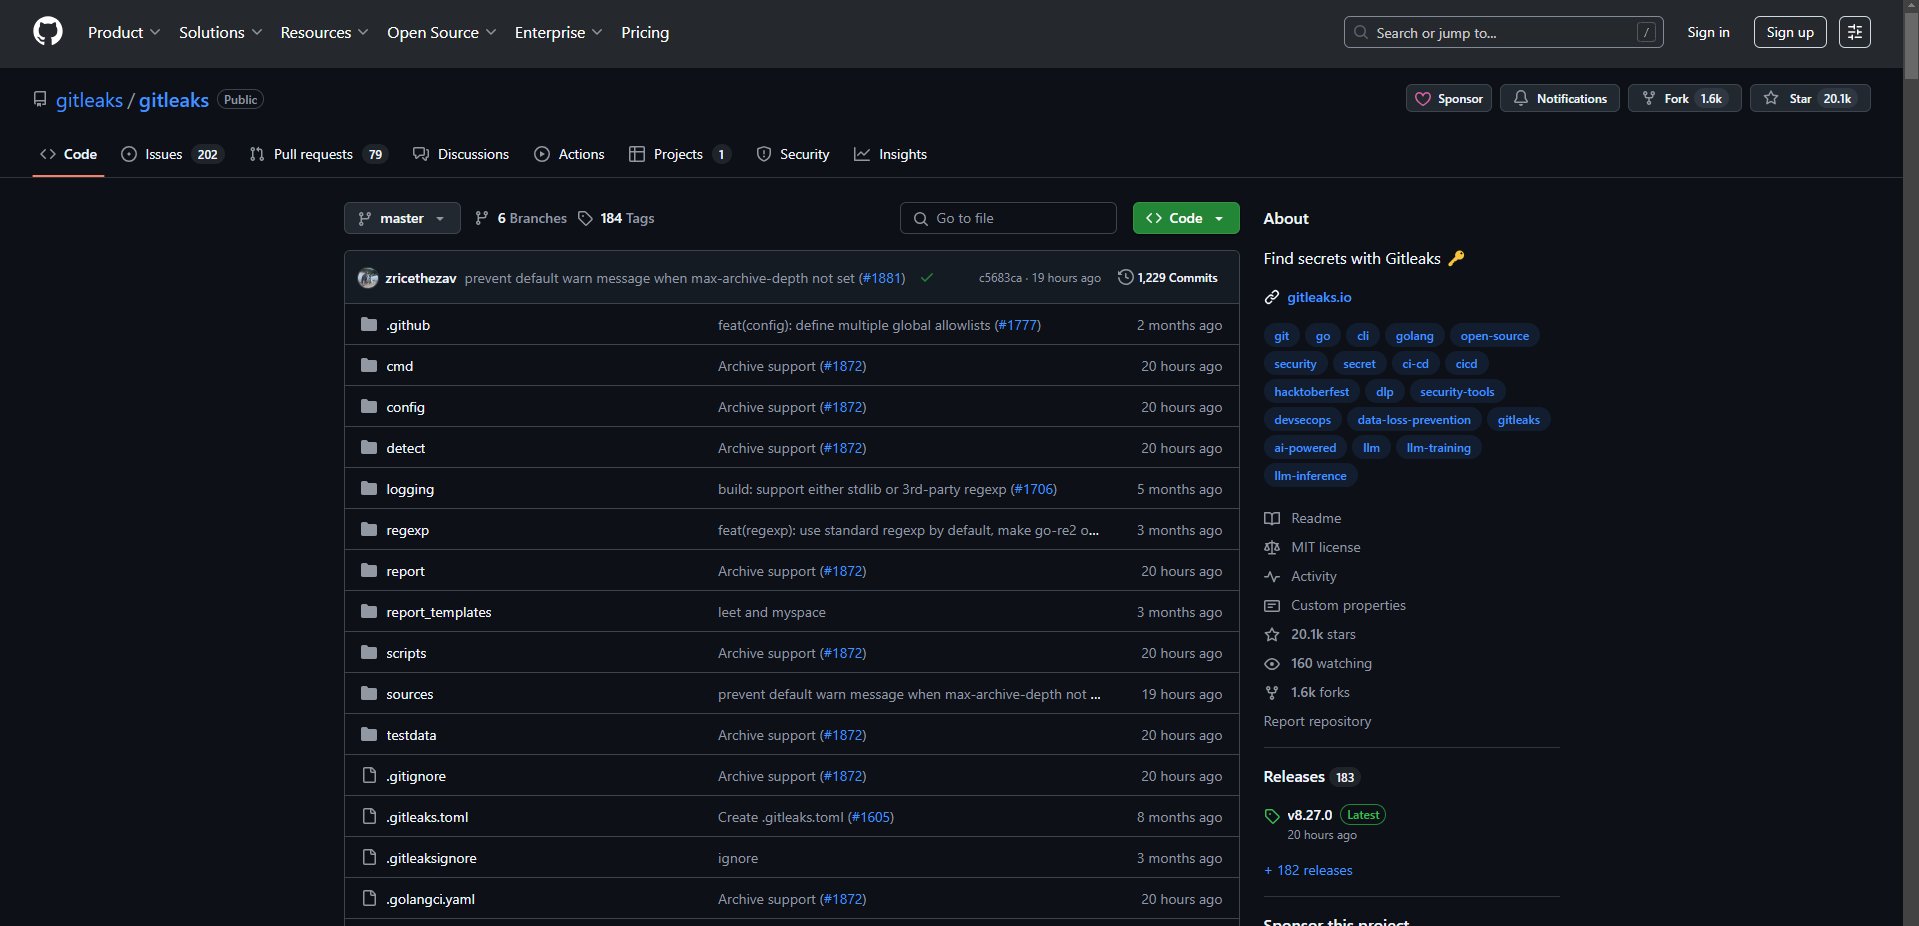 Product Solutions Resources Open Source Enterprise Pricing Search or jump to... / Sign in Sign up
gitleaks / gitleaks Public Sponsor Notifications Fork 1.6k Star 20.1k
Code Issues 202 Pull requests 79 Discussions Actions Projects 1 Security Insights
master 6 Branches 184 Tags Go to file Code
zricethezav prevent default warn message when max-archive-depth not set (#1881) c5683ca · 19 hours ago 1,229 Commits
.github feat(config): define multiple global allowlists (#1777) 2 months ago
cmd Archive support (#1872) 20 hours ago
config Archive support (#1872) 20 hours ago
detect Archive support (#1872) 20 hours ago
logging build: support either stdlib or 3rd-party regexp (#1706) 5 months ago
regexp feat(regexp): use standard regexp by default, make go-re2 o... 3 months ago
report Archive support (#1872) 20 hours ago
report_templates leet and myspace 3 months ago
scripts Archive support (#1872) 20 hours ago
sources prevent default warn message when max-archive-depth not ... 19 hours ago
testdata Archive support (#1872) 20 hours ago
.gitignore Archive support (#1872) 20 hours ago
.gitleaks.toml Create .gitleaks.toml (#1605) 8 months ago
.gitleaksignore ignore 3 months ago
.golangci.yaml Archive support (#1872) 20 hours ago
About
Find secrets with Gitleaks 🔑
gitleaks.io
git go cli golang open-source
security secret ci-cd cicd
hacktoberfest dlp security-tools
devsecops data-loss-prevention gitleaks
ai-powered llm llm-training
llm-inference
Readme
MIT license
Activity
Custom properties
20.1k stars
160 watching
1.6k forks
Report repository
Releases 183
v8.27.0 Latest
20 hours ago
+ 182 releases
Sponsor this project